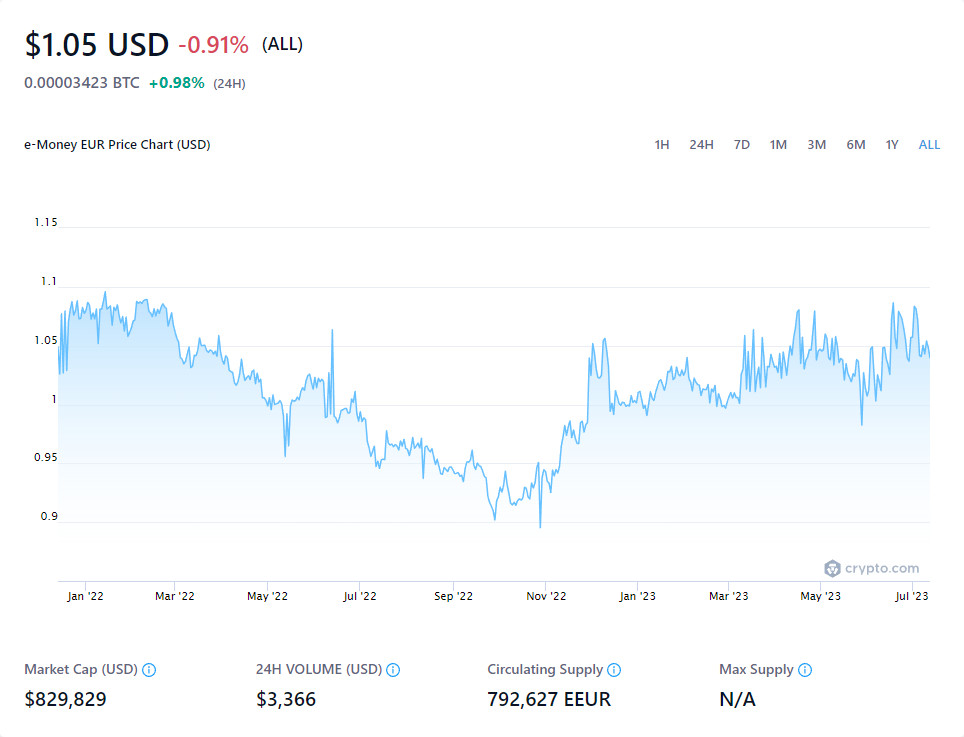 $1.05 USD -0.91% (ALL)
0.00003423 BTC +0.98% (24H)
e-Money EUR Price Chart (USD) 1H 24H 7D 1M 3M 6M 1Y ALL
1.15
1.1
1.05
1
0.95
0.9
crypto.com
Jan '22 Mar '22 May '22 Jul '22 Sep '22 Nov '22 Jan '23 Mar '23 May '23 Jul '23
Market Cap (USD) 24H VOLUME (USD) Circulating Supply Max Supply
$829,829 $3,366 792,627 EEUR N/A